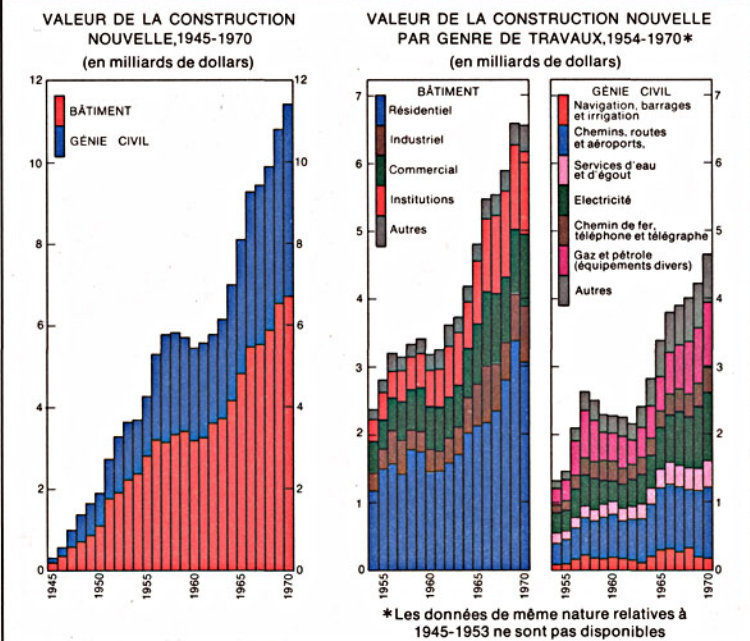 VALEUR DE LA CONSTRUCTION
NOUVELLE,1945-1970
(en milliards de dollars)
12
10
8
6
4
2
0
12
10
8
6
4
2
0
BÂTIMENT
GÉNIE CIVIL
1945
1950
1955
1960
1965
1970
VALEUR DE LA CONSTRUCTION NOUVELLE
PAR GENRE DE TRAVAUX,1954-1970*
(en milliards de dollars)
7
6
5
4
3
2
1
0
BÂTIMENT
Résidentiel
Industriel
Commercial
Institutions
Autres
1955
1960
1965
1970
GÉNIE CIVIL
Navigation, barrages
et irrigation
Chemins, routes
et aéroports.
Services d'eau
et d'égout
Electricité
Chemin de fer,
téléphone et télégraphe
Gaz et pétrole
(équipements divers)
Autres
7
6
5
4
3
2
1
0
1955
1960
1965
1970
*Les données de même nature relatives à
1945-1953 ne sont pas disponibles